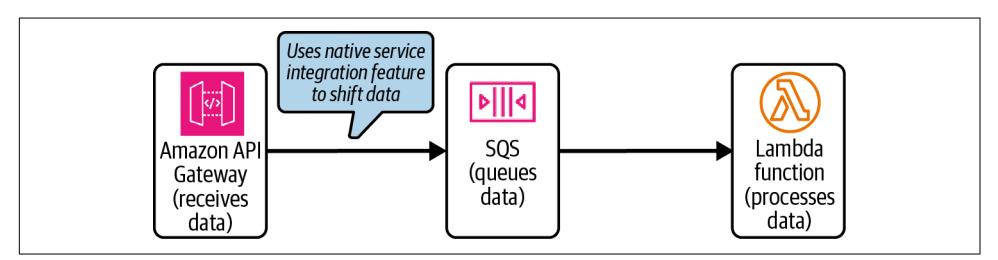 Uses native service
integration feature
to shift data
</>
Amazon API
Gateway
(receives
data)
SQS
(queues
data)
Lambda
function
(processes
data)